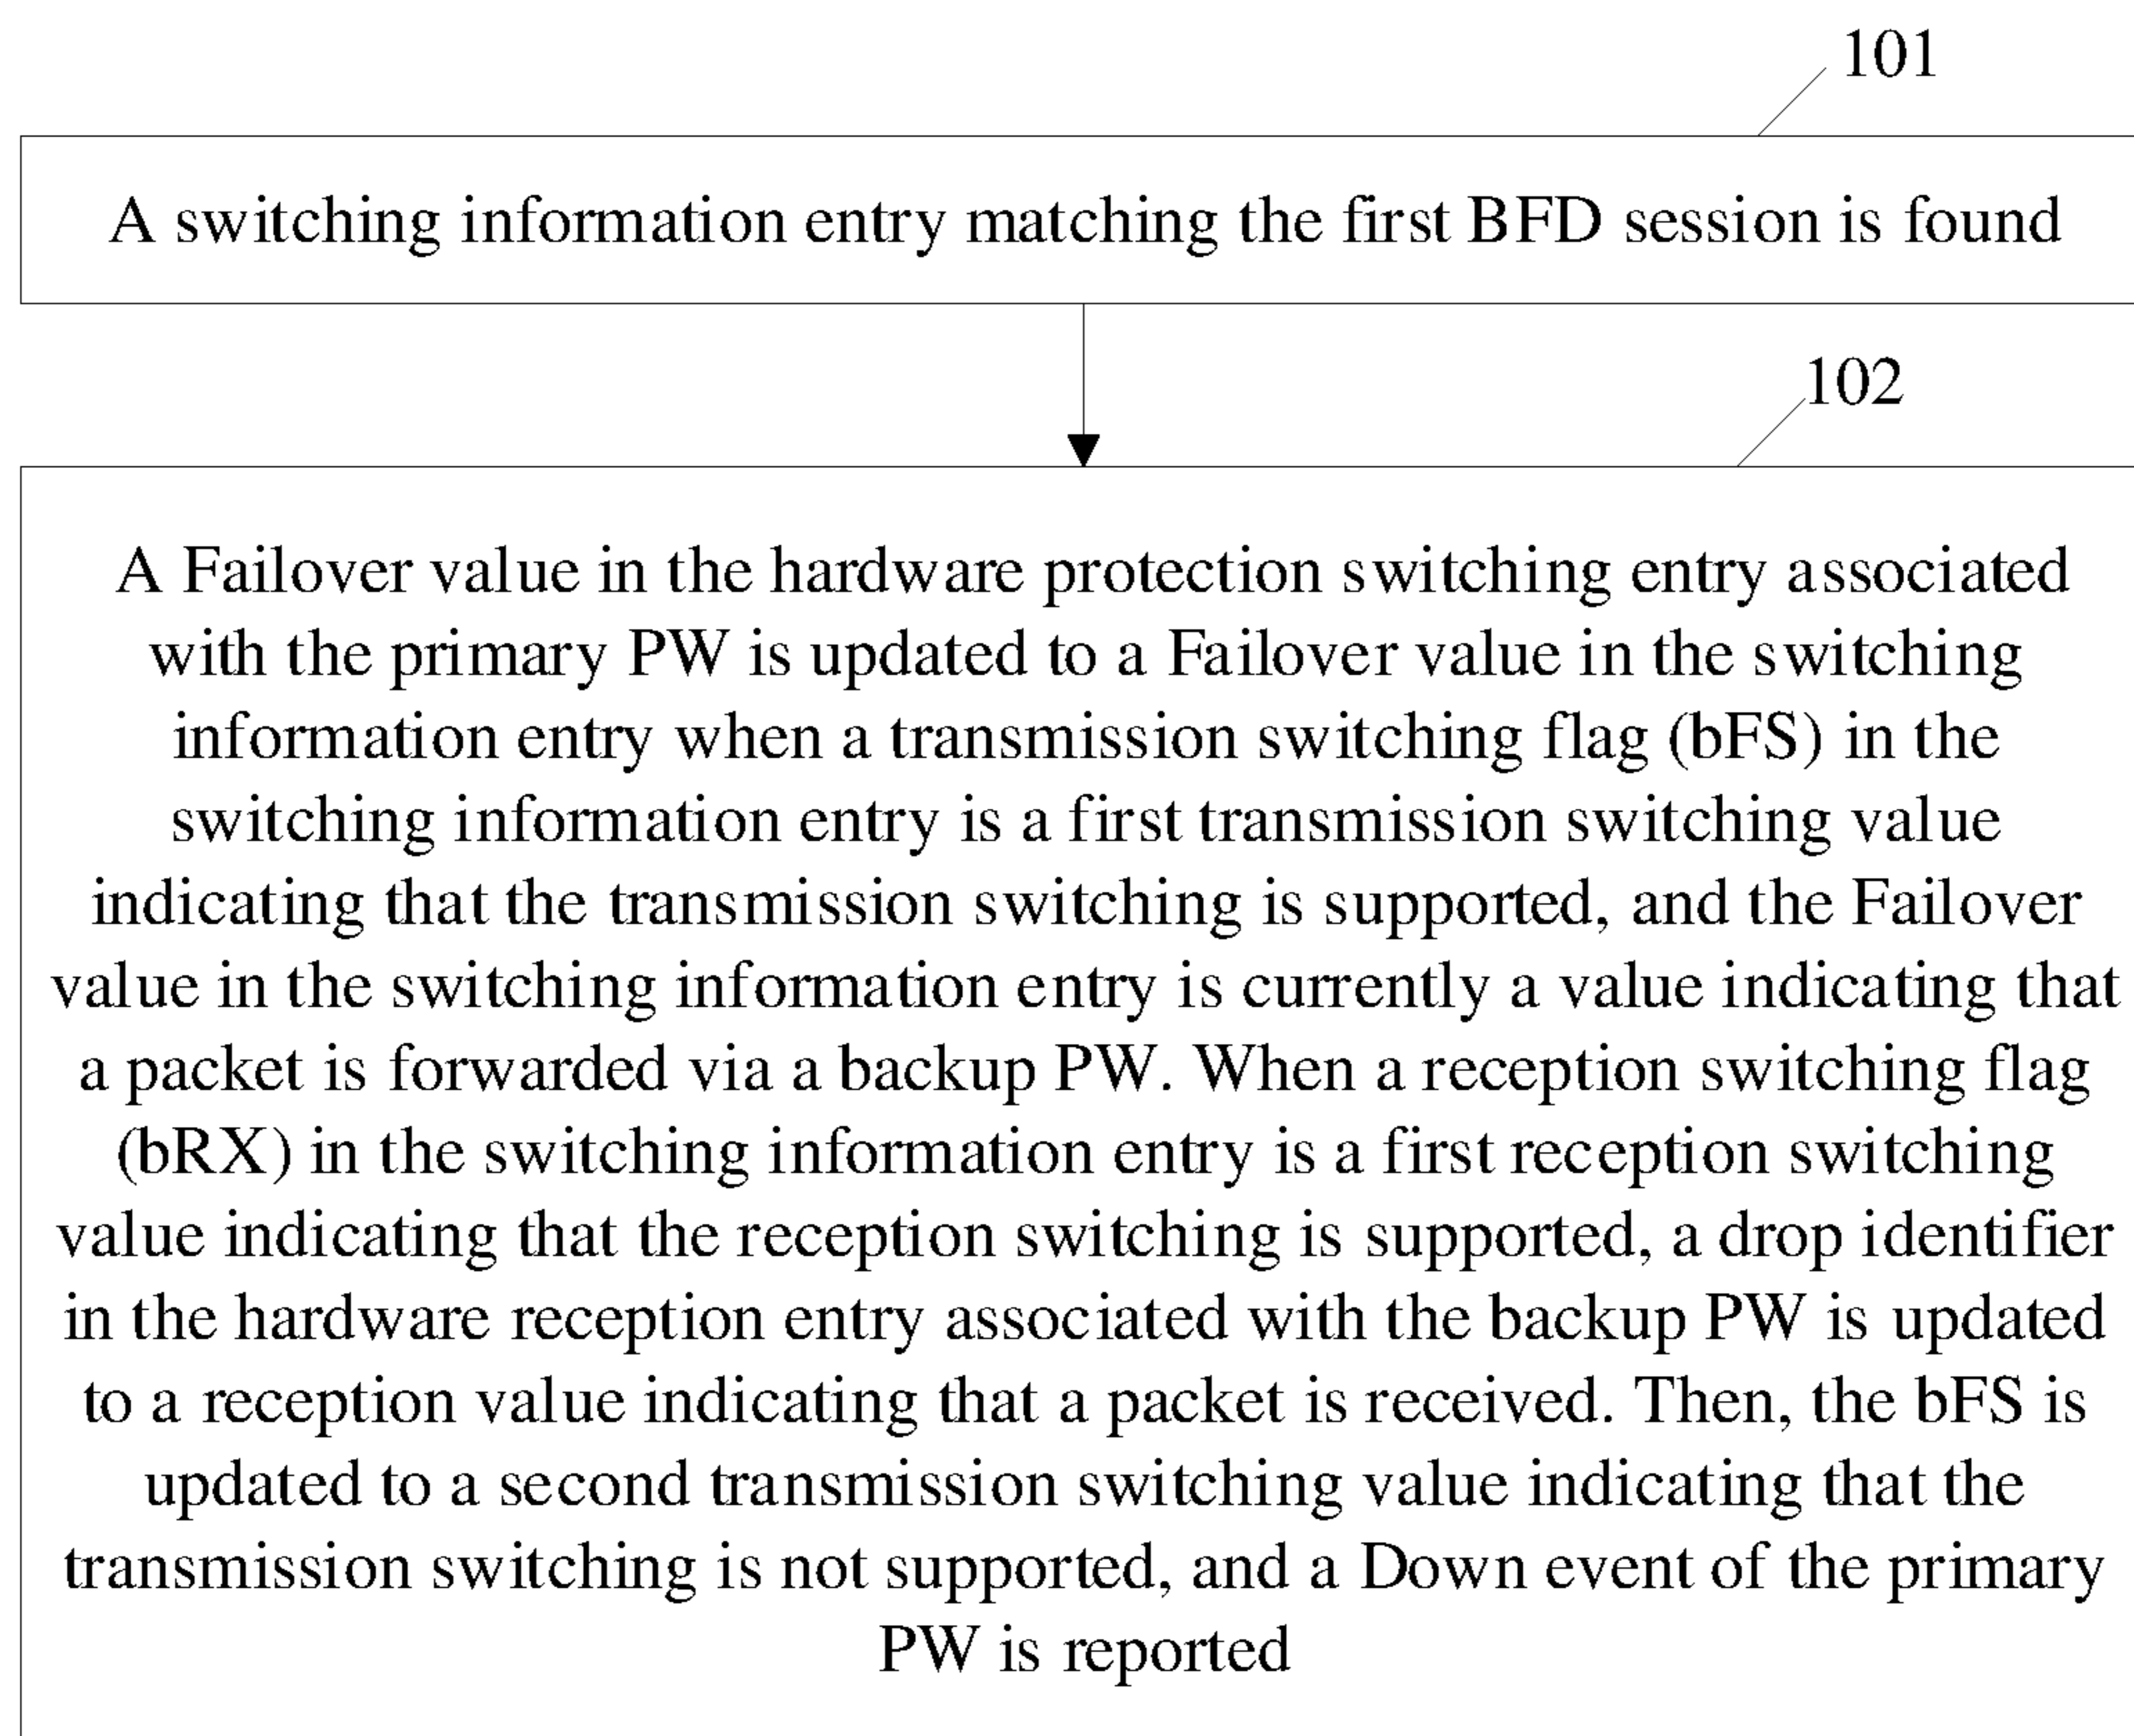 101
A switching information entry matching the first BFD session is found
102
A Failover value in the hardware protection switching entry associated
with the primary PW is updated to a Failover value in the switching
information entry when a transmission switching flag (bFS) in the
switching information entry is a first transmission switching value
indicating that the transmission switching is supported, and the Failover
value in the switching information entry is currently a value indicating that
a packet is forwarded via a backup PW. When a reception switching flag
(bRX) in the switching information entry is a first reception switching
value indicating that the reception switching is supported, a drop identifier
in the hardware reception entry associated with the backup PW is updated
to a reception value indicating that a packet is received. Then, the bFS is
updated to a second transmission switching value indicating that the
transmission switching is not supported, and a Down event of the primary
PW is reported